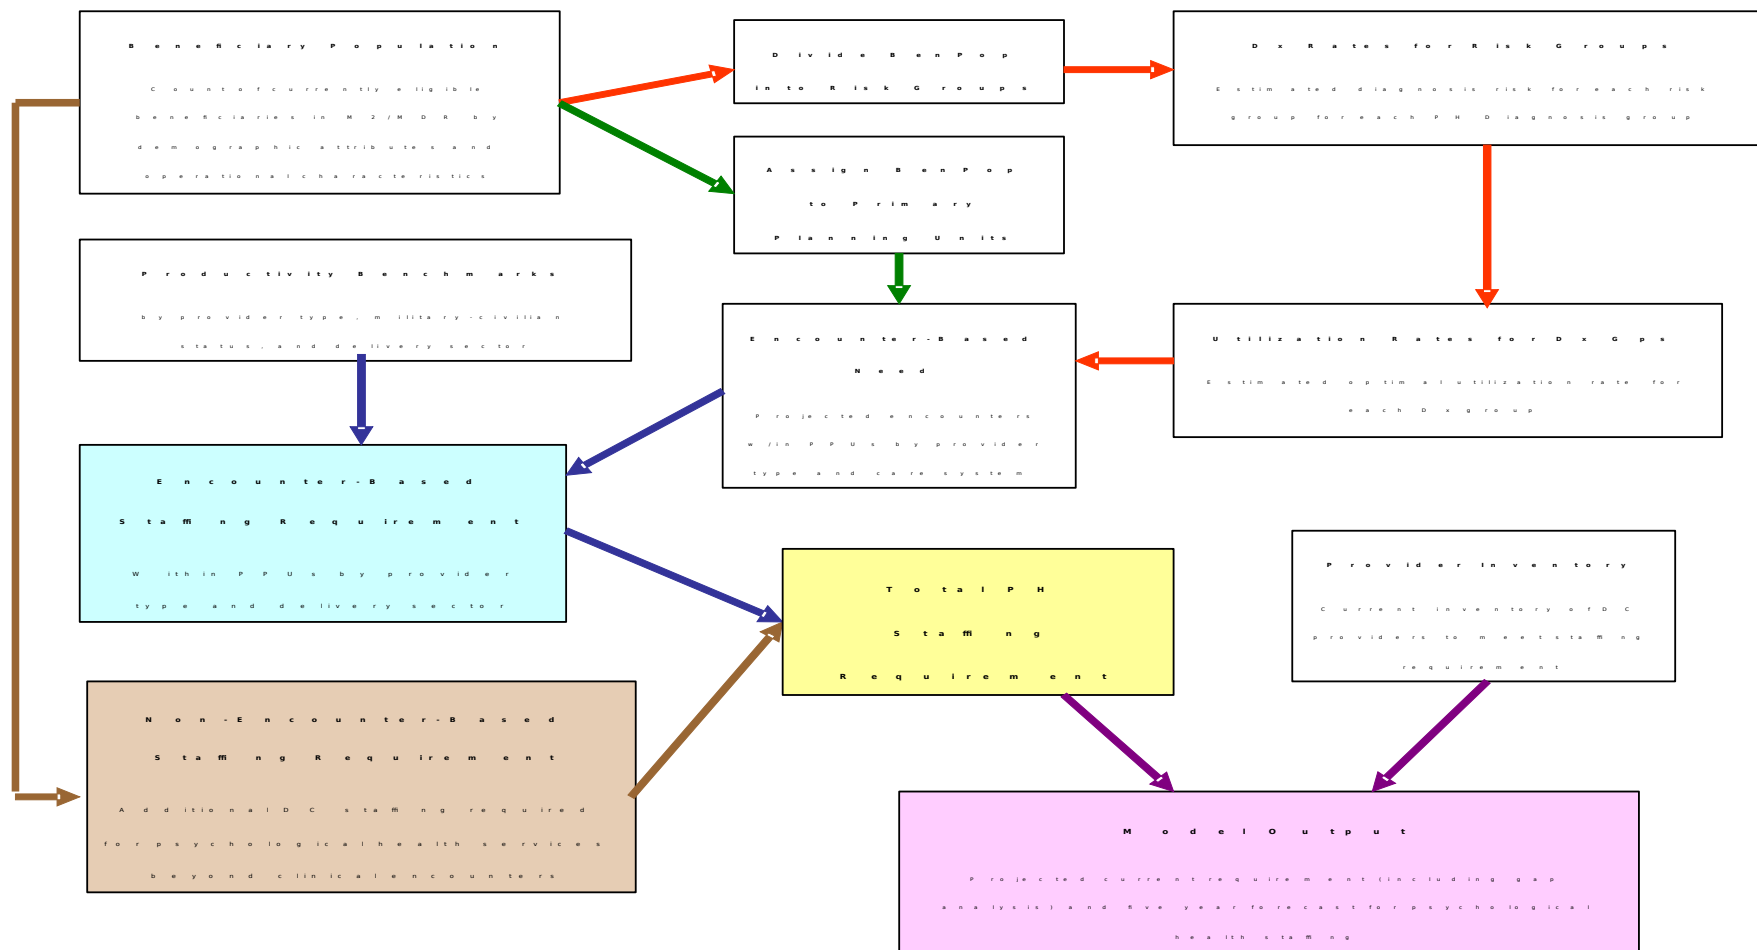 Beneficiary Population
Count of currently eligible
beneficiaries in M2/MDR by
demographic attributes and
operational characteristics
Divide BenPop
into Risk Groups
Dx Rates for Risk Groups
Estimated diagnosis risk for each risk
group for each PH Diagnosis group
Assign BenPop
to Primary
Planning Units
Productivity Benchmarks
by provider type, military-civilian
status, and delivery sector
Encounter-Based
Need
Projected encounters
w/in PPUs by provider
type and care system
Utilization Rates for Dx Gps
Estimated optimal utilization rate for
each Dx group
Encounter-Based
Staffing Requirement
Within PPUs by provider
type and delivery sector
Total PH
Staffing
Requirement
Provider Inventory
Current inventory of DC
providers to meet staffing
requirement
Non-Encounter-Based
Staffing Requirement
Additional DC staffing required
for psychological health services
beyond clinical encounters
Model Output
Projected current requirement (including gap
analysis) and five year forecast for psychological
health staffing